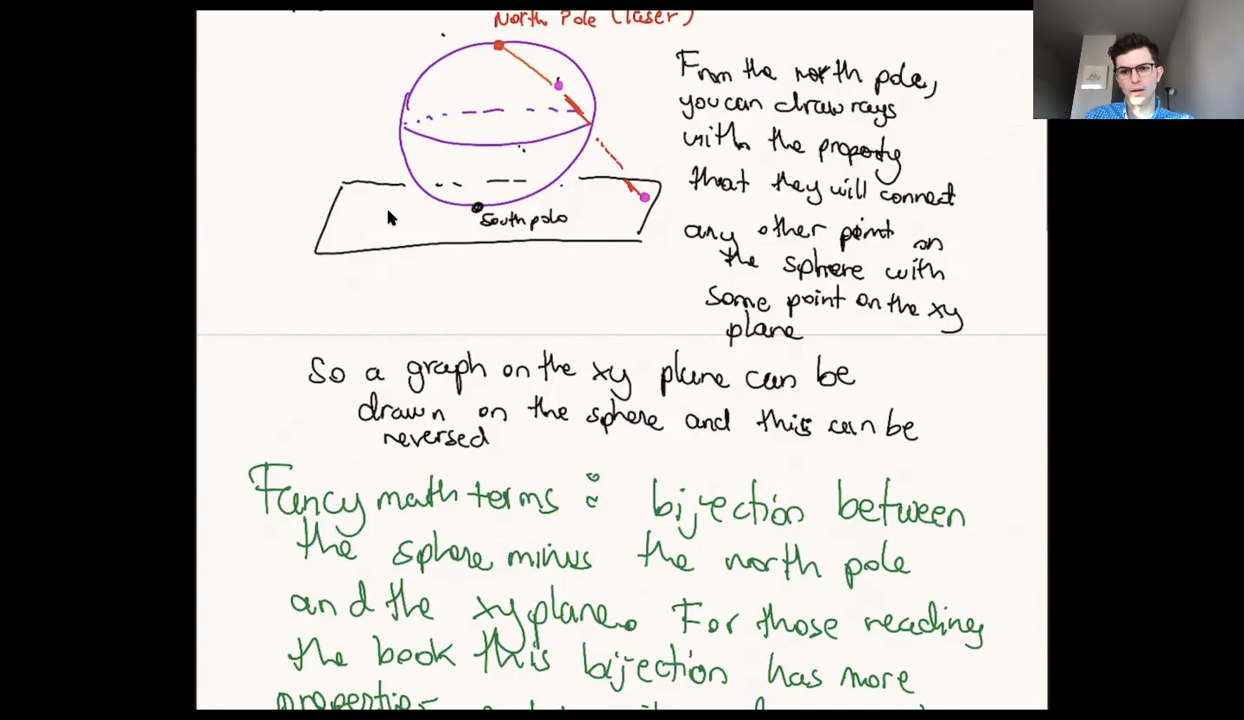 North Pole (laser)
South pole
From the north pole,
you can draw rays
with the property
that they will connect
any other point on
the sphere with
some point on the xy
plane
So a graph on the xy plane can be
drawn on the sphere and this can be
reversed
Fancy math terms: bijection between
the sphere minus the north pole
and the xy plane. For those reading
the book this bijection has more